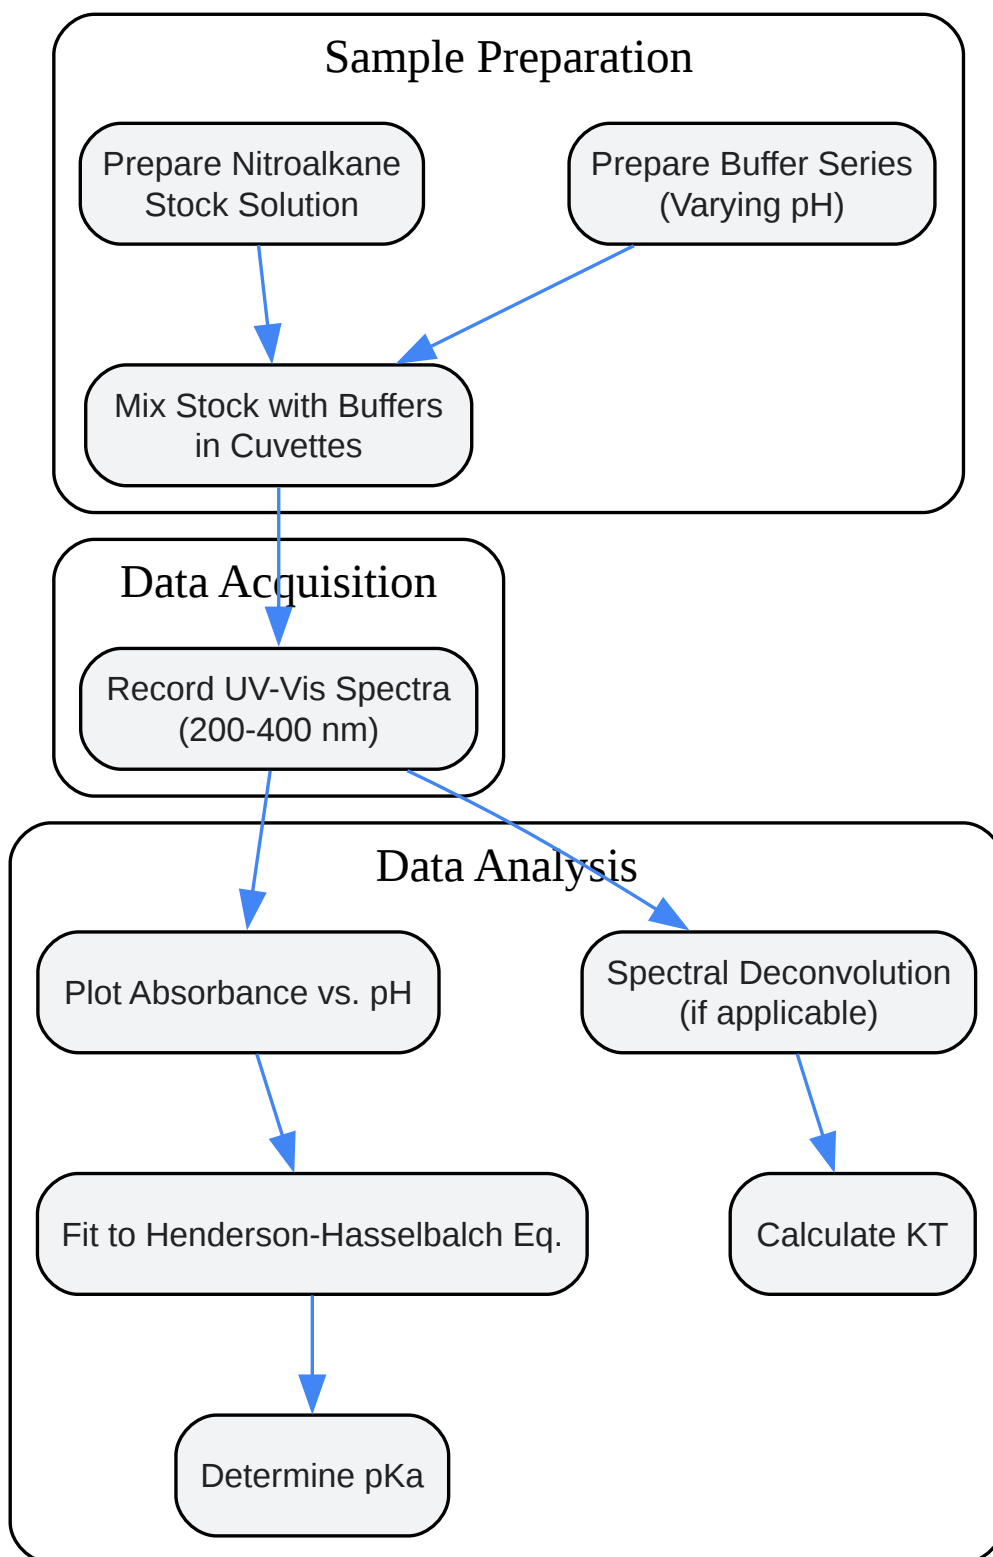 Sample Preparation
Prepare Nitroalkane
Stock Solution
Prepare Buffer Series
(Varying pH)
Mix Stock with Buffers
in Cuvettes
Data Acquisition
Record UV-Vis Spectra
(200-400 nm)
Data Analysis
Plot Absorbance vs. pH
Spectral Deconvolution
(if applicable)
Fit to Henderson-Hasselbalch Eq.
Calculate KT
Determine pKa